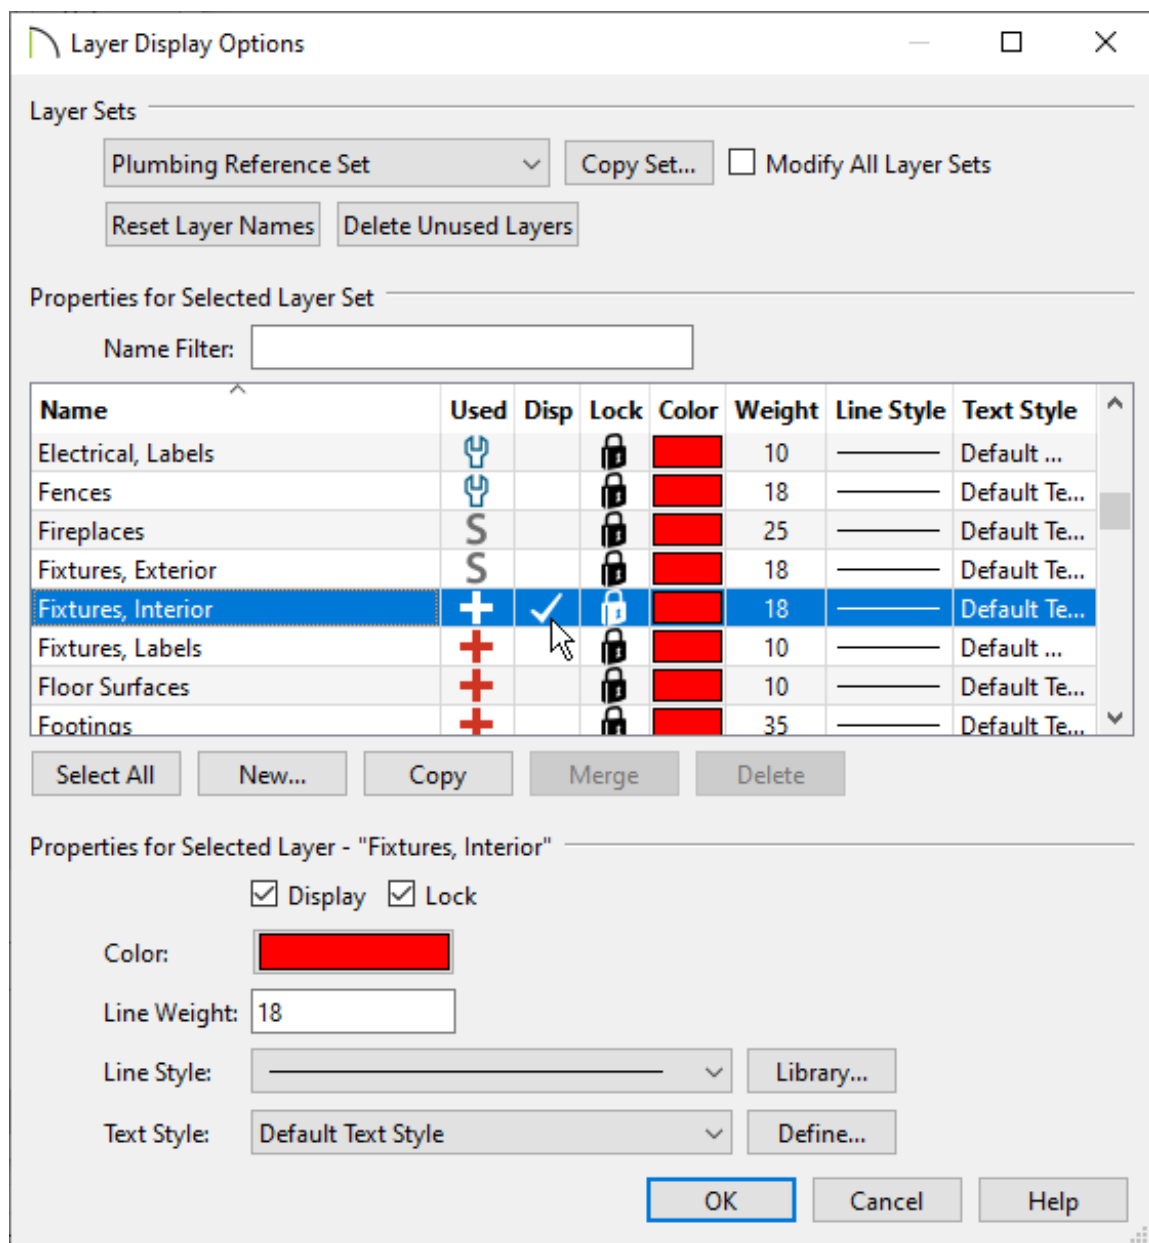 Layer Display Options
Layer Sets
Plumbing Reference Set Copy Set... Modify All Layer Sets
Reset Layer Names Delete Unused Layers
Properties for Selected Layer Set
Name Filter:
Name Used Disp Lock Color Weight Line Style Text Style
Electrical, Labels 10 Default ...
Fences 18 Default Te...
Fireplaces S 25 Default Te...
Fixtures, Exterior S 18 Default Te...
Fixtures, Interior 18 Default Te...
Fixtures, Labels 10 Default ...
Floor Surfaces 10 Default Te...
Footings 35 Default Te...
Select All New... Copy Merge Delete
Properties for Selected Layer - "Fixtures, Interior"
Display Lock
Color:
Line Weight: 18
Line Style: Library...
Text Style: Default Text Style Define...
OK Cancel Help